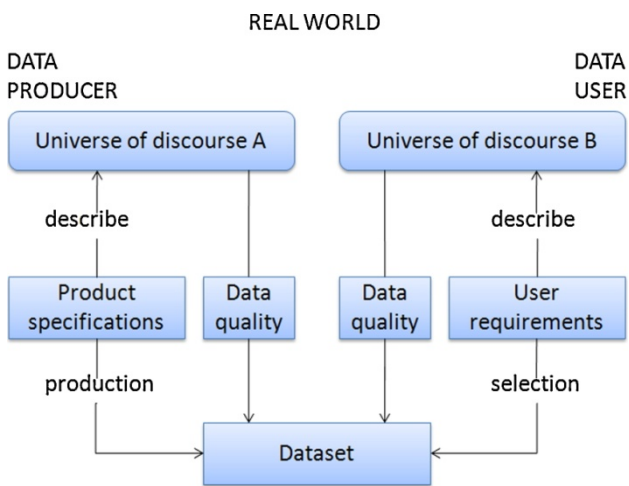 REAL WORLD
DATA
PRODUCER
DATA
USER
Universe of discourse A
Universe of discourse B
describe
describe
Product
specifications
Data
quality
Data
quality
User
requirements
production
selection
Dataset